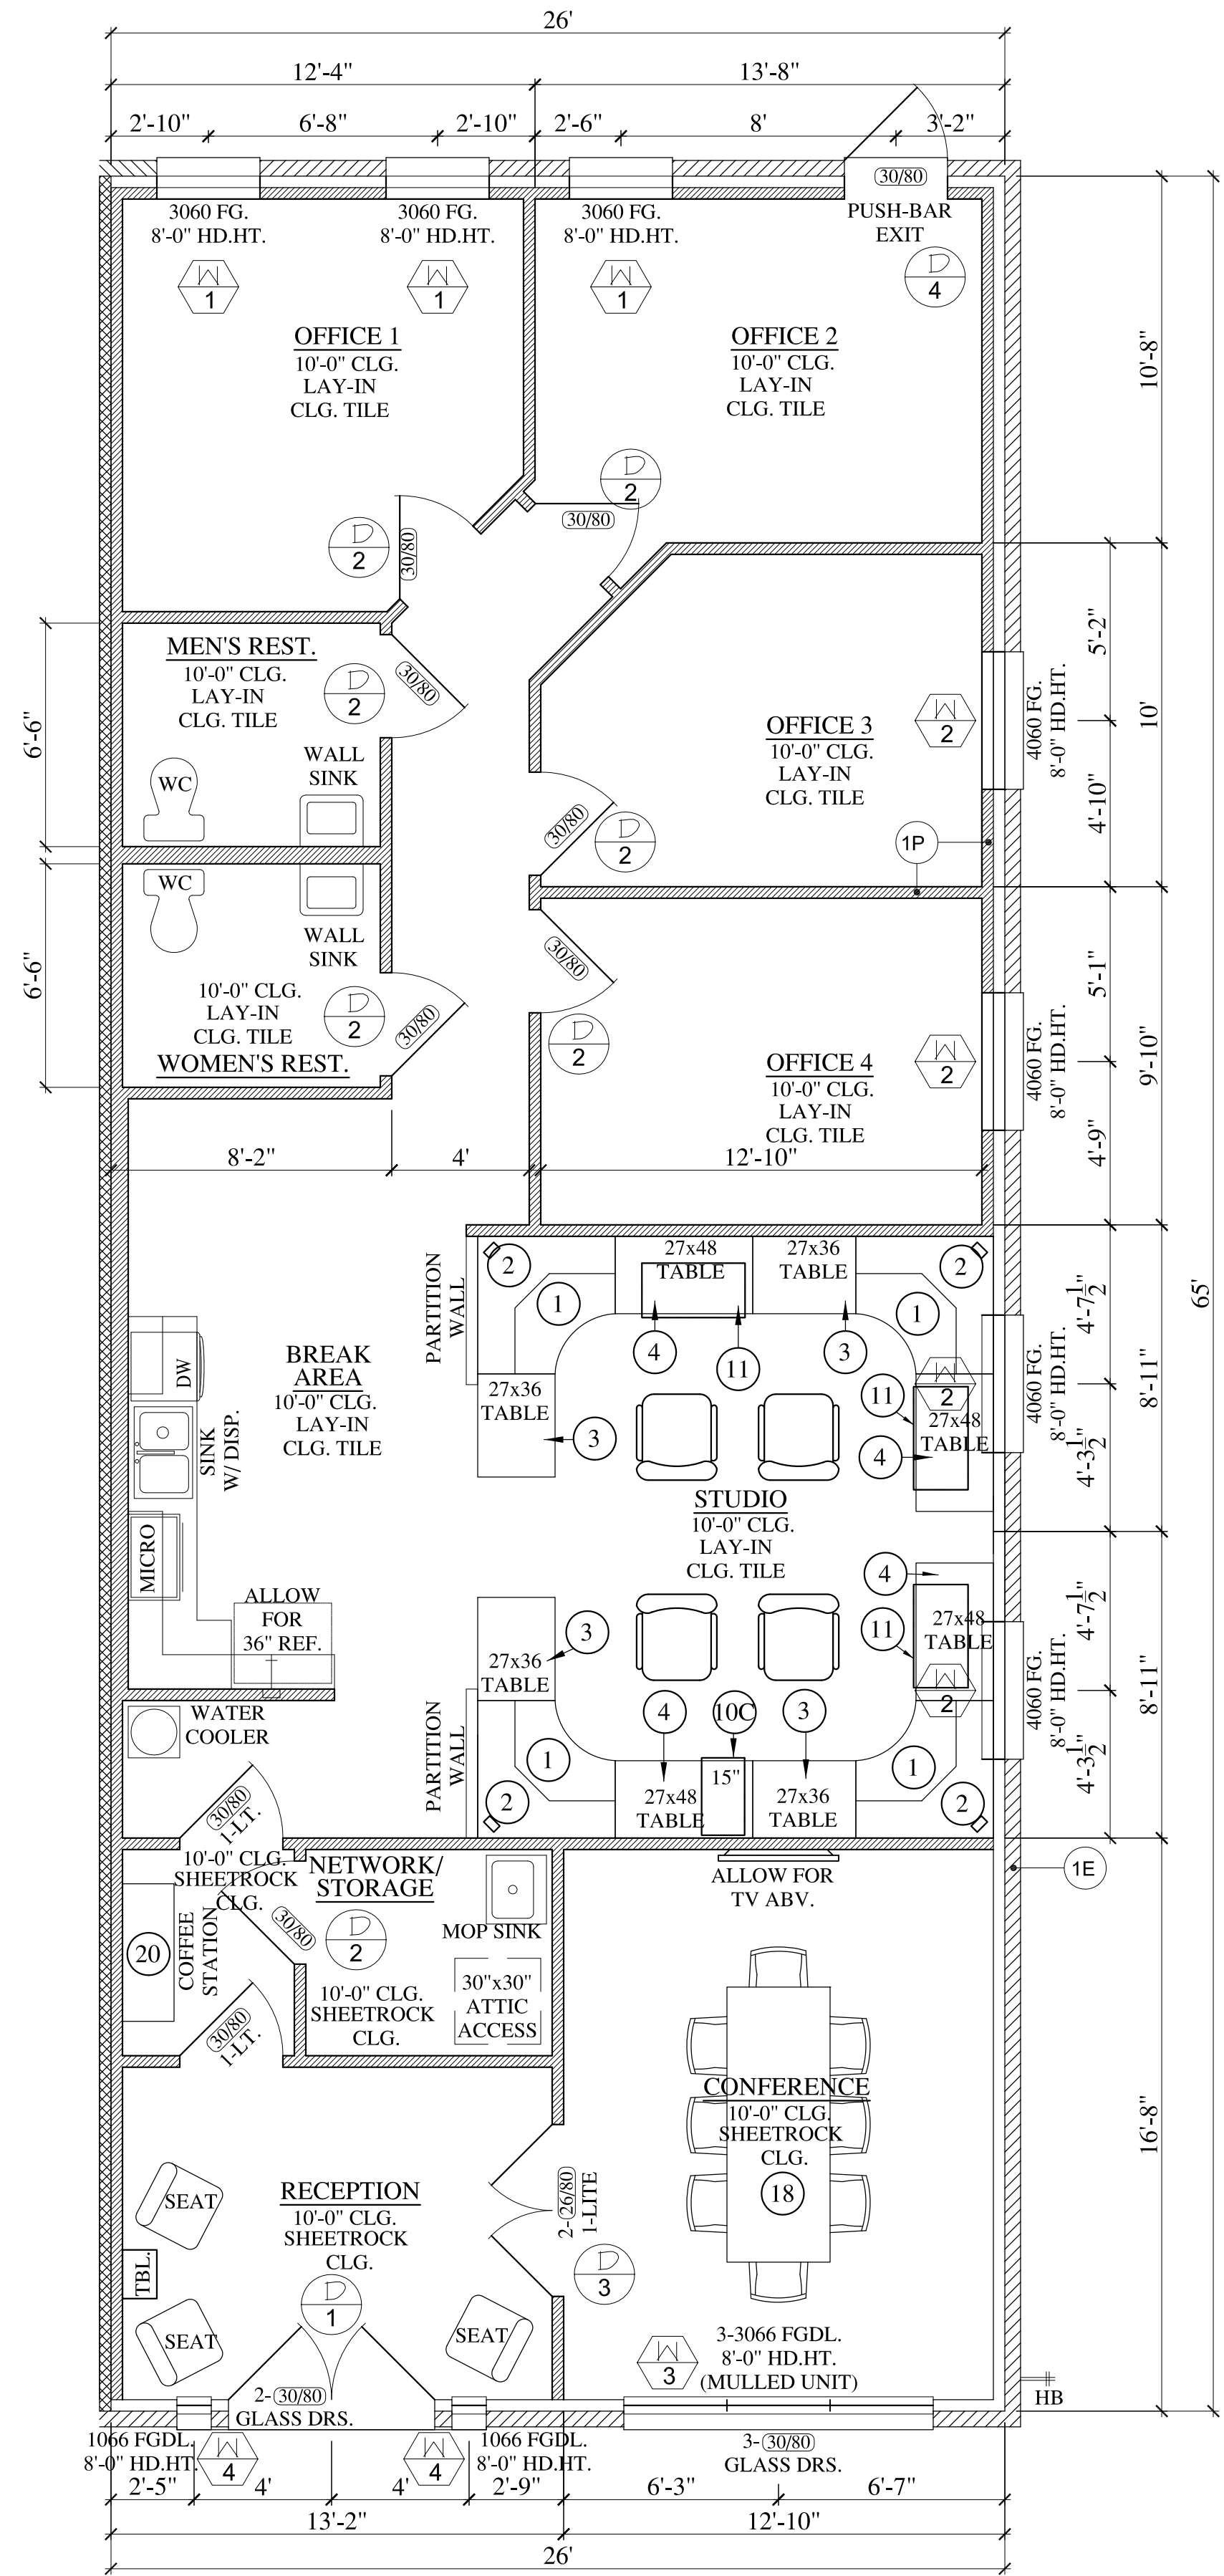 26'
12'-4" 13'-8"
2'-10" 6'-8" 2'-10" 2'-6" 8' 3'-2"
30/80
3060 FG.
8'-0" HD.HT.
3060 FG.
8'-0" HD.HT.
3060 FG.
8'-0" HD.HT.
PUSH-BAR
EXIT
W
1
W
1
W
1
D
4
OFFICE 1
10'-0" CLG.
LAY-IN
CLG. TILE
OFFICE 2
10'-0" CLG.
LAY-IN
CLG. TILE
10'-8"
D
2
30/80
D
2
30/80
MEN'S REST.
10'-0" CLG.
LAY-IN
CLG. TILE
D
2
30/80
6'-6"
WC
WALL
SINK
OFFICE 3
10'-0" CLG.
LAY-IN
CLG. TILE
W
2
4060 FG.
8'-0" HD.HT.
5'-2"
4'-10"
10'
65'
30/80
D
2
1P
WC
WALL
SINK
6'-6"
10'-0" CLG.
LAY-IN
CLG. TILE
WOMEN'S REST.
D
2
30/80
30/80
D
2
OFFICE 4
10'-0" CLG.
LAY-IN
CLG. TILE
W
2
4060 FG.
8'-0" HD.HT.
5'-1"
4'-9"
9'-10"
8'-2" 4' 12'-10"
PARTITION
WALL
2
1
27x48
TABLE
27x36
TABLE
2
1
4
11
3
27x36
TABLE
3
11
W
2
27x48
TABLE
4
4060 FG.
8'-0" HD.HT.
4'-7 1/2"
4'-3 1/2"
8'-11"
BREAK
AREA
10'-0" CLG.
LAY-IN
CLG. TILE
DW
SINK
W/ DISP.
MICRO
ALLOW
FOR
36" REF.
STUDIO
10'-0" CLG.
LAY-IN
CLG. TILE
4
11
27x48
TABLE
W
2
4060 FG.
8'-0" HD.HT.
4'-7 1/2"
4'-3 1/2"
8'-11"
3
27x36
TABLE
WATER
COOLER
PARTITION
WALL
4
10C
3
1
2
15"
27x48
TABLE
27x36
TABLE
1
2
30/80
1-LT.
10'-0" CLG.
SHEETROCK
CLG.
NETWORK/
STORAGE
ALLOW FOR
TV ABV.
1E
20
COFFEE
STATION
30/80
D
2
MOP SINK
10'-0" CLG.
SHEETROCK
CLG.
30"x30"
ATTIC
ACCESS
30/80
1-LT.
CONFERENCE
10'-0" CLG.
SHEETROCK
CLG.
18
16'-8"
SEAT
RECEPTION
10'-0" CLG.
SHEETROCK
CLG.
2-26/80
1-LITE
D
3
TBL.
D
1
SEAT
SEAT
3-3066 FGDL.
8'-0" HD.HT.
(MULLED UNIT)
W
3
HB
2-30/80
GLASS DRS.
1066 FGDL.
8'-0" HD.HT.
W
4
W
4
1066 FGDL.
8'-0" HD.HT.
3-30/80
GLASS DRS.
2'-5" 4' 4' 2'-9" 6'-3" 6'-7"
13'-2" 12'-10"
26'